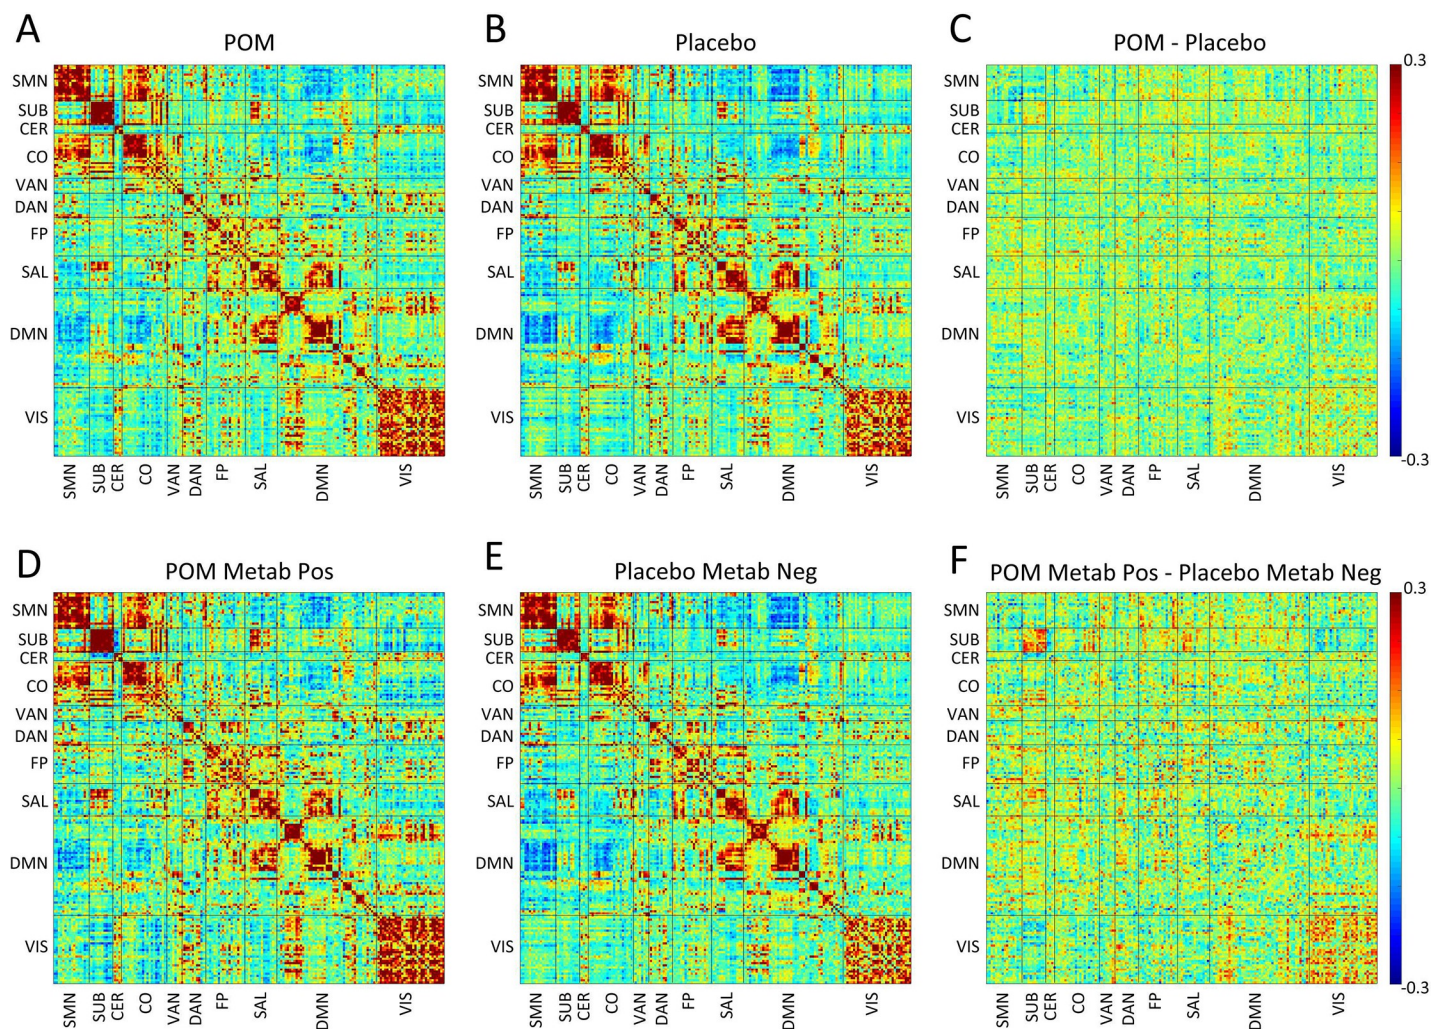 A
POM
B
Placebo
C
POM - Placebo
SMN
SUB
CER
CO
VAN
DAN
FP
SAL
DMN
VIS
SMN
SUB
CER
CO
VAN
DAN
FP
SAL
DMN
VIS
SMN
SUB
CER
CO
VAN
DAN
FP
SAL
DMN
VIS
SMN
SUB
CER
CO
VAN
DAN
FP
SAL
DMN
VIS
SMN
SUB
CER
CO
VAN
DAN
FP
SAL
DMN
VIS
SMN
SUB
CER
CO
VAN
DAN
FP
SAL
DMN
VIS
0.3
-0.3
D
POM Metab Pos
E
Placebo Metab Neg
F
POM Metab Pos - Placebo Metab Neg
SMN
SUB
CER
CO
VAN
DAN
FP
SAL
DMN
VIS
SMN
SUB
CER
CO
VAN
DAN
FP
SAL
DMN
VIS
SMN
SUB
CER
CO
VAN
DAN
FP
SAL
DMN
VIS
SMN
SUB
CER
CO
VAN
DAN
FP
SAL
DMN
VIS
SMN
SUB
CER
CO
VAN
DAN
FP
SAL
DMN
VIS
SMN
SUB
CER
CO
VAN
DAN
FP
SAL
DMN
VIS
0.3
-0.3